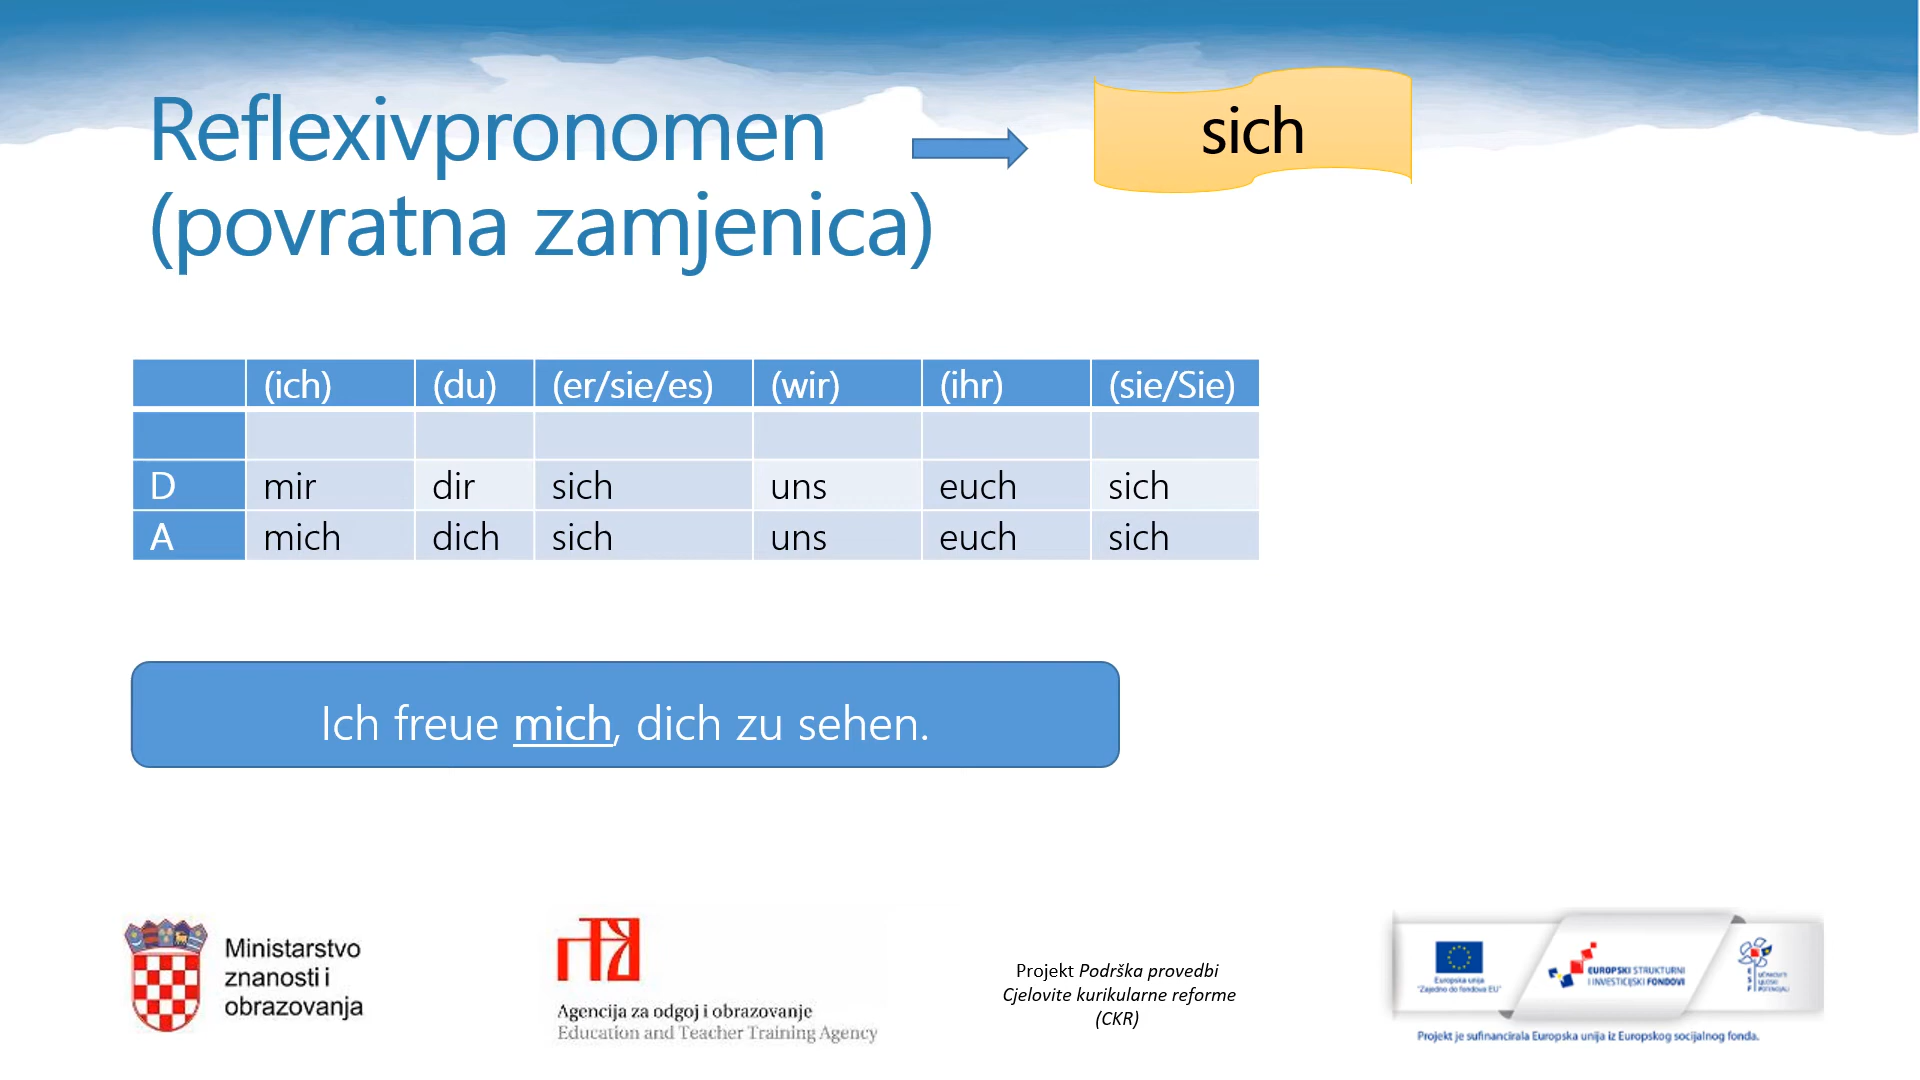 Reflexivpronomen
(povratna zamjenica)
sich
(ich) (du) (er/sie/es) (wir) (ihr) (sie/Sie)
D mir dir sich uns euch sich
A mich dich sich uns euch sich
Ich freue mich, dich zu sehen.
Ministarstvo
znanosti i
obrazovanja
Agencija za odgoj i obrazovanje
Education and Teacher Training Agency
Projekt Podrška provedbi
Cjelovite kurikularne reforme
(CKR)
Europska unija
"Zajedno do fondova EU"
EUROPSKI STRUKTURNI
I INVESTICIJSKI FONDOVI
Projekt je sufinancirala Europska unija iz Europskog socijalnog fonda.